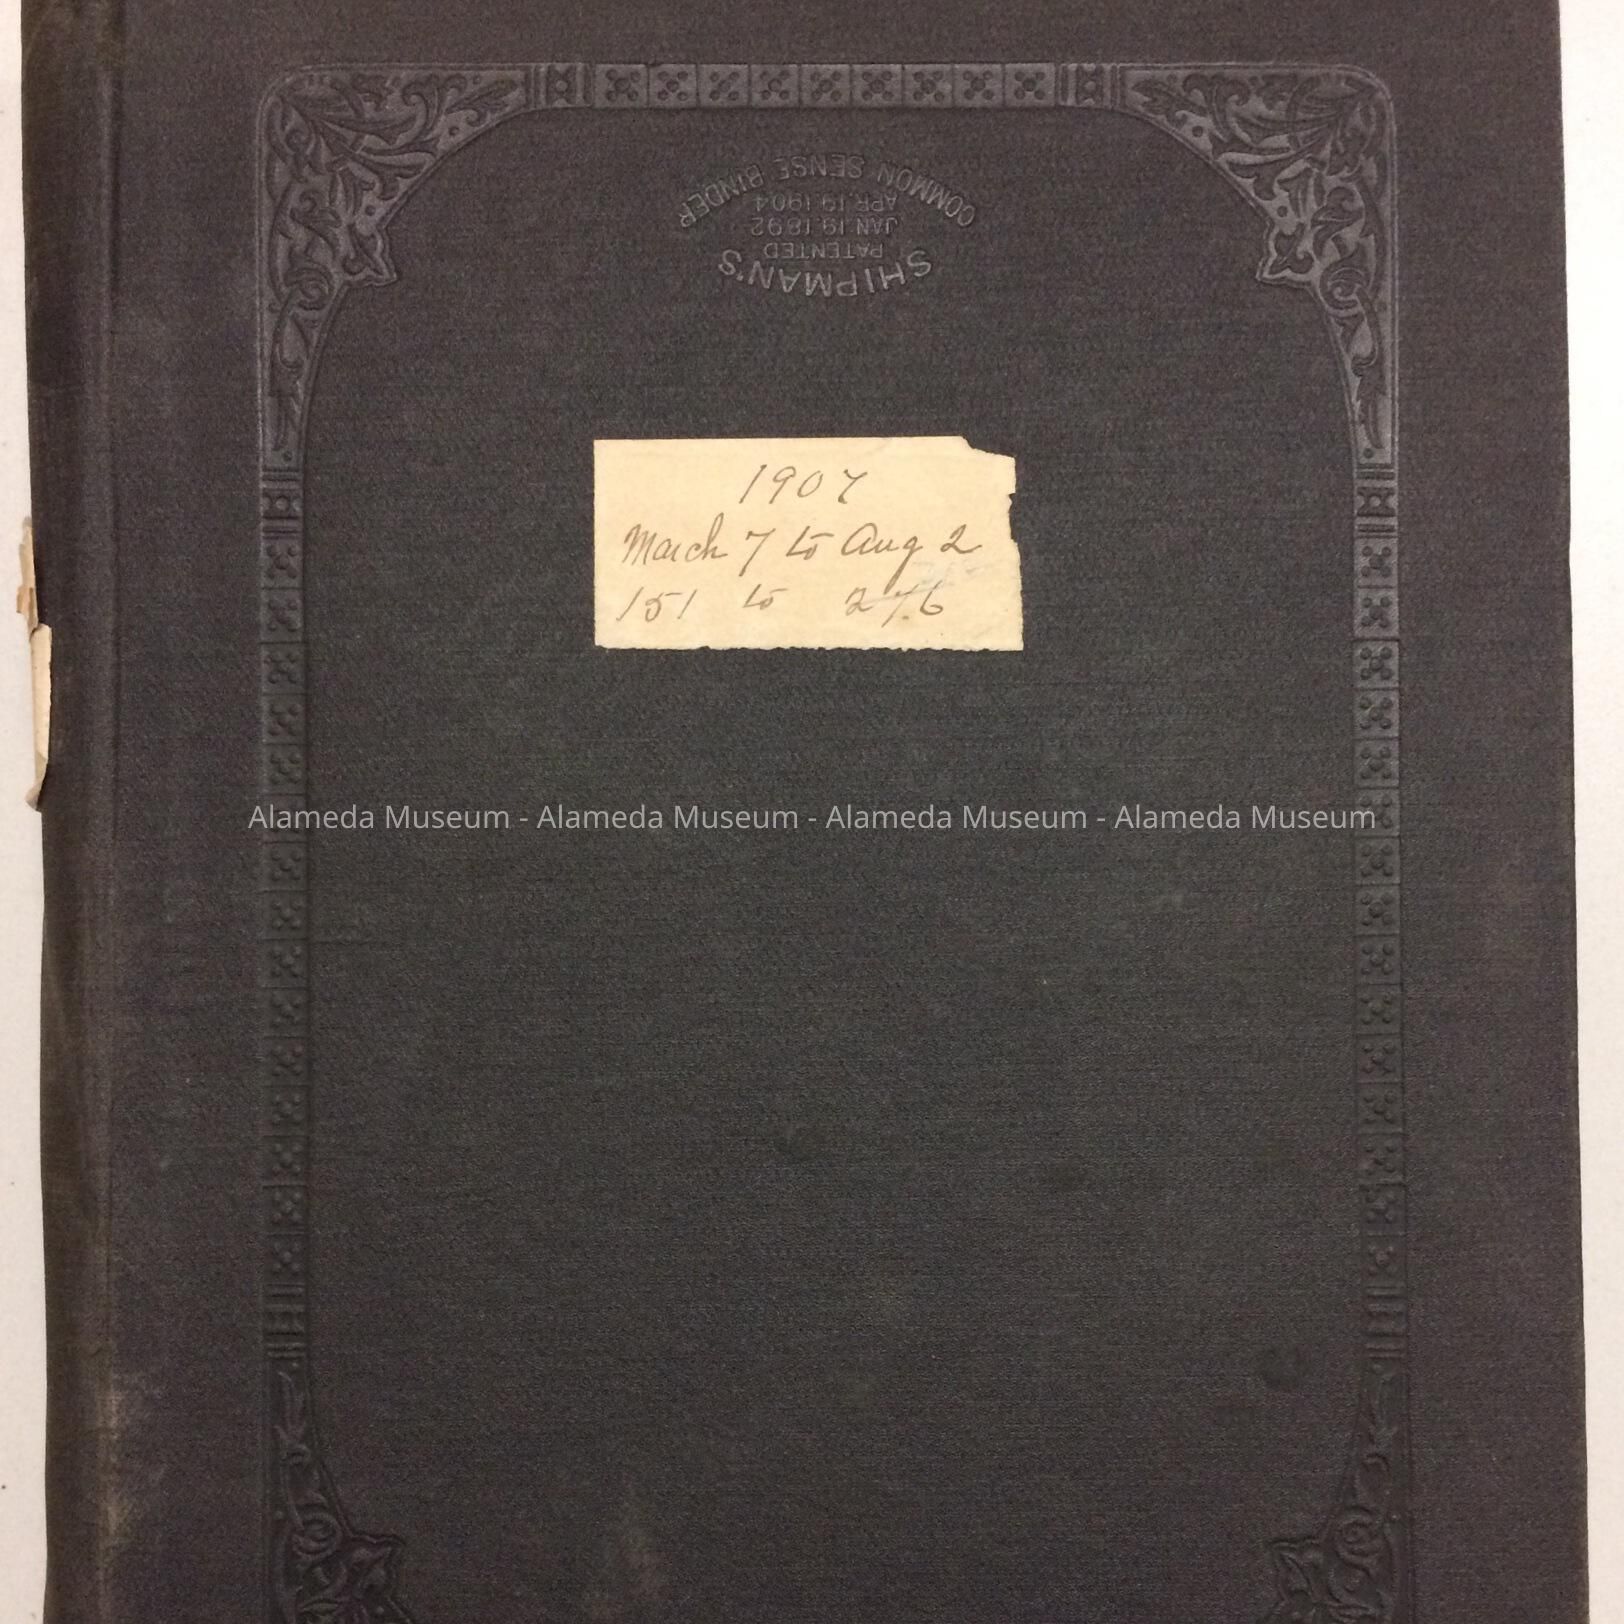 SHIPMAN'S
PATENTED
JAN 19 1892
APR. 19. 1904
COMMON SENSE BINDER
1907
March 7 to Aug 2
151 to 276
Alameda Museum - Alameda Museum - Alameda Museum - Alameda Museum